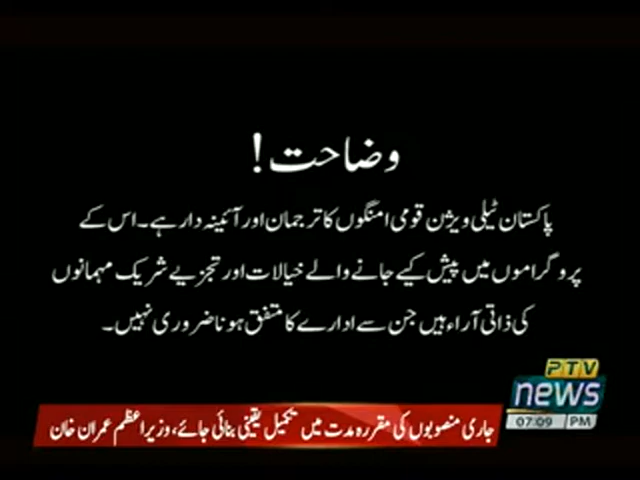 وضاحت!
پاکستان ٹیلی ویژن قومی امنگوں کا ترجمان اور آئینہ دار ہے۔ اس کے
پروگراموں میں پیش کیے جانے والے خیالات اور تجزیے شریک مہمانوں
کی ذاتی آراء ہیں جن سے ادارے کا متفق ہونا ضروری نہیں۔
PTV
news
07:09 PM
جاری منصوبوں کی مقررہ مدت میں تکمیل یقینی بنائی جائے، وزیراعظم عمران خان